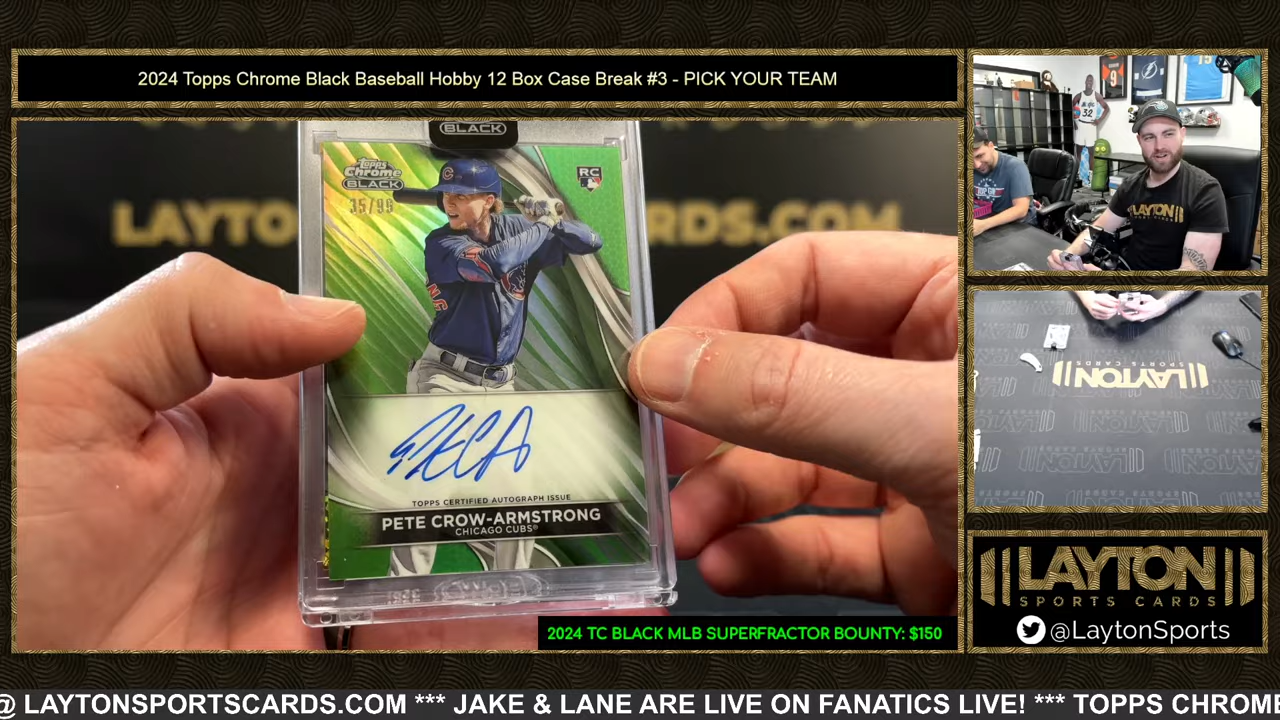 2024 Topps Chrome Black Baseball Hobby 12 Box Case Break #3 - PICK YOUR TEAM
BLACK
Topps
Chrome
BLACK
RC
35/99
TOPPS CERTIFIED AUTOGRAPH ISSUE
PETE CROW-ARMSTRONG
CHICAGO CUBS®
2024 TC BLACK MLB SUPERFRACTOR BOUNTY: $150
LAYTON
32
LAYTON
LAYTON
SPORTS CARDS
@LaytonSports
@ LAYTONSPORTSCARDS.COM *** JAKE & LANE ARE LIVE ON FANATICS LIVE! *** TOPPS CHROME